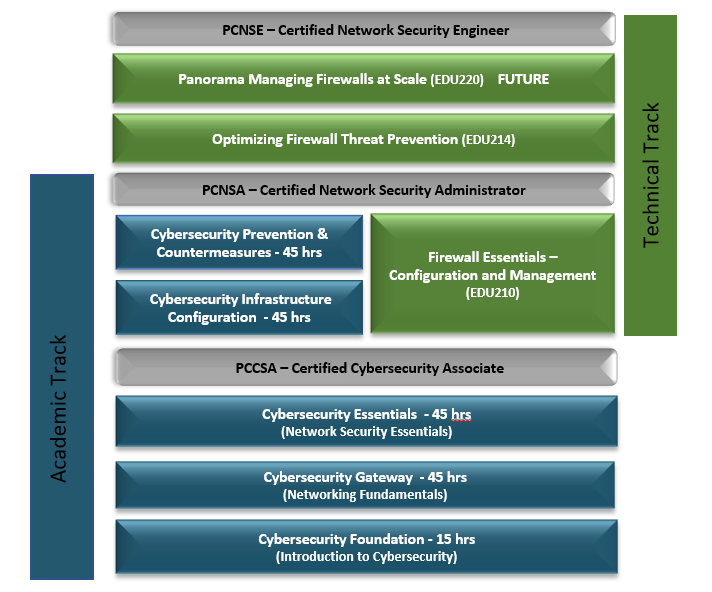 PCNSE – Certified Network Security Engineer
Panorama Managing Firewalls at Scale (EDU220) FUTURE
Optimizing Firewall Threat Prevention (EDU214)
PCNSA – Certified Network Security Administrator
Cybersecurity Prevention &
Countermeasures - 45 hrs
Cybersecurity Infrastructure
Configuration - 45 hrs
Firewall Essentials –
Configuration and Management
(EDU210)
PCCSA – Certified Cybersecurity Associate
Cybersecurity Essentials - 45 hrs
(Network Security Essentials)
Cybersecurity Gateway - 45 hrs
(Networking Fundamentals)
Cybersecurity Foundation - 15 hrs
(Introduction to Cybersecurity)
Academic Track
Technical Track